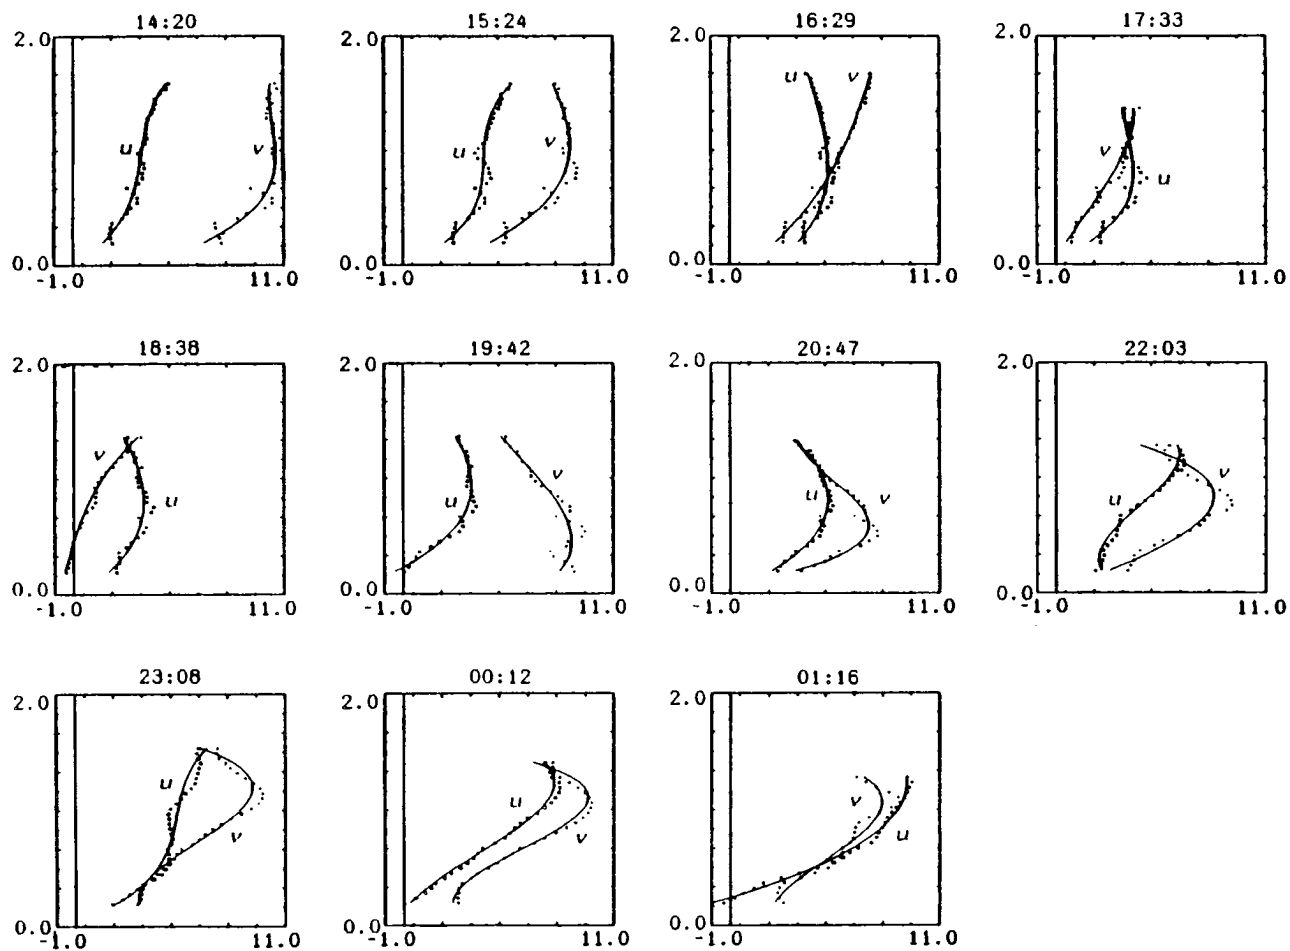 14:20 15:24 16:29 17:33
2.0 2.0 2.0 2.0
u v u v u v v u
0.0 0.0 0.0 0.0
-1.0 11.0 -1.0 11.0 -1.0 11.0 -1.0 11.0
18:38 19:42 20:47 22:03
2.0 2.0 2.0 2.0
v u u v u v u v
0.0 0.0 0.0 0.0
-1.0 11.0 -1.0 11.0 -1.0 11.0 -1.0 11.0
23:08 00:12 01:16
2.0 2.0 2.0
u v u v v u
0.0 0.0 0.0
-1.0 11.0 -1.0 11.0 -1.0 11.0